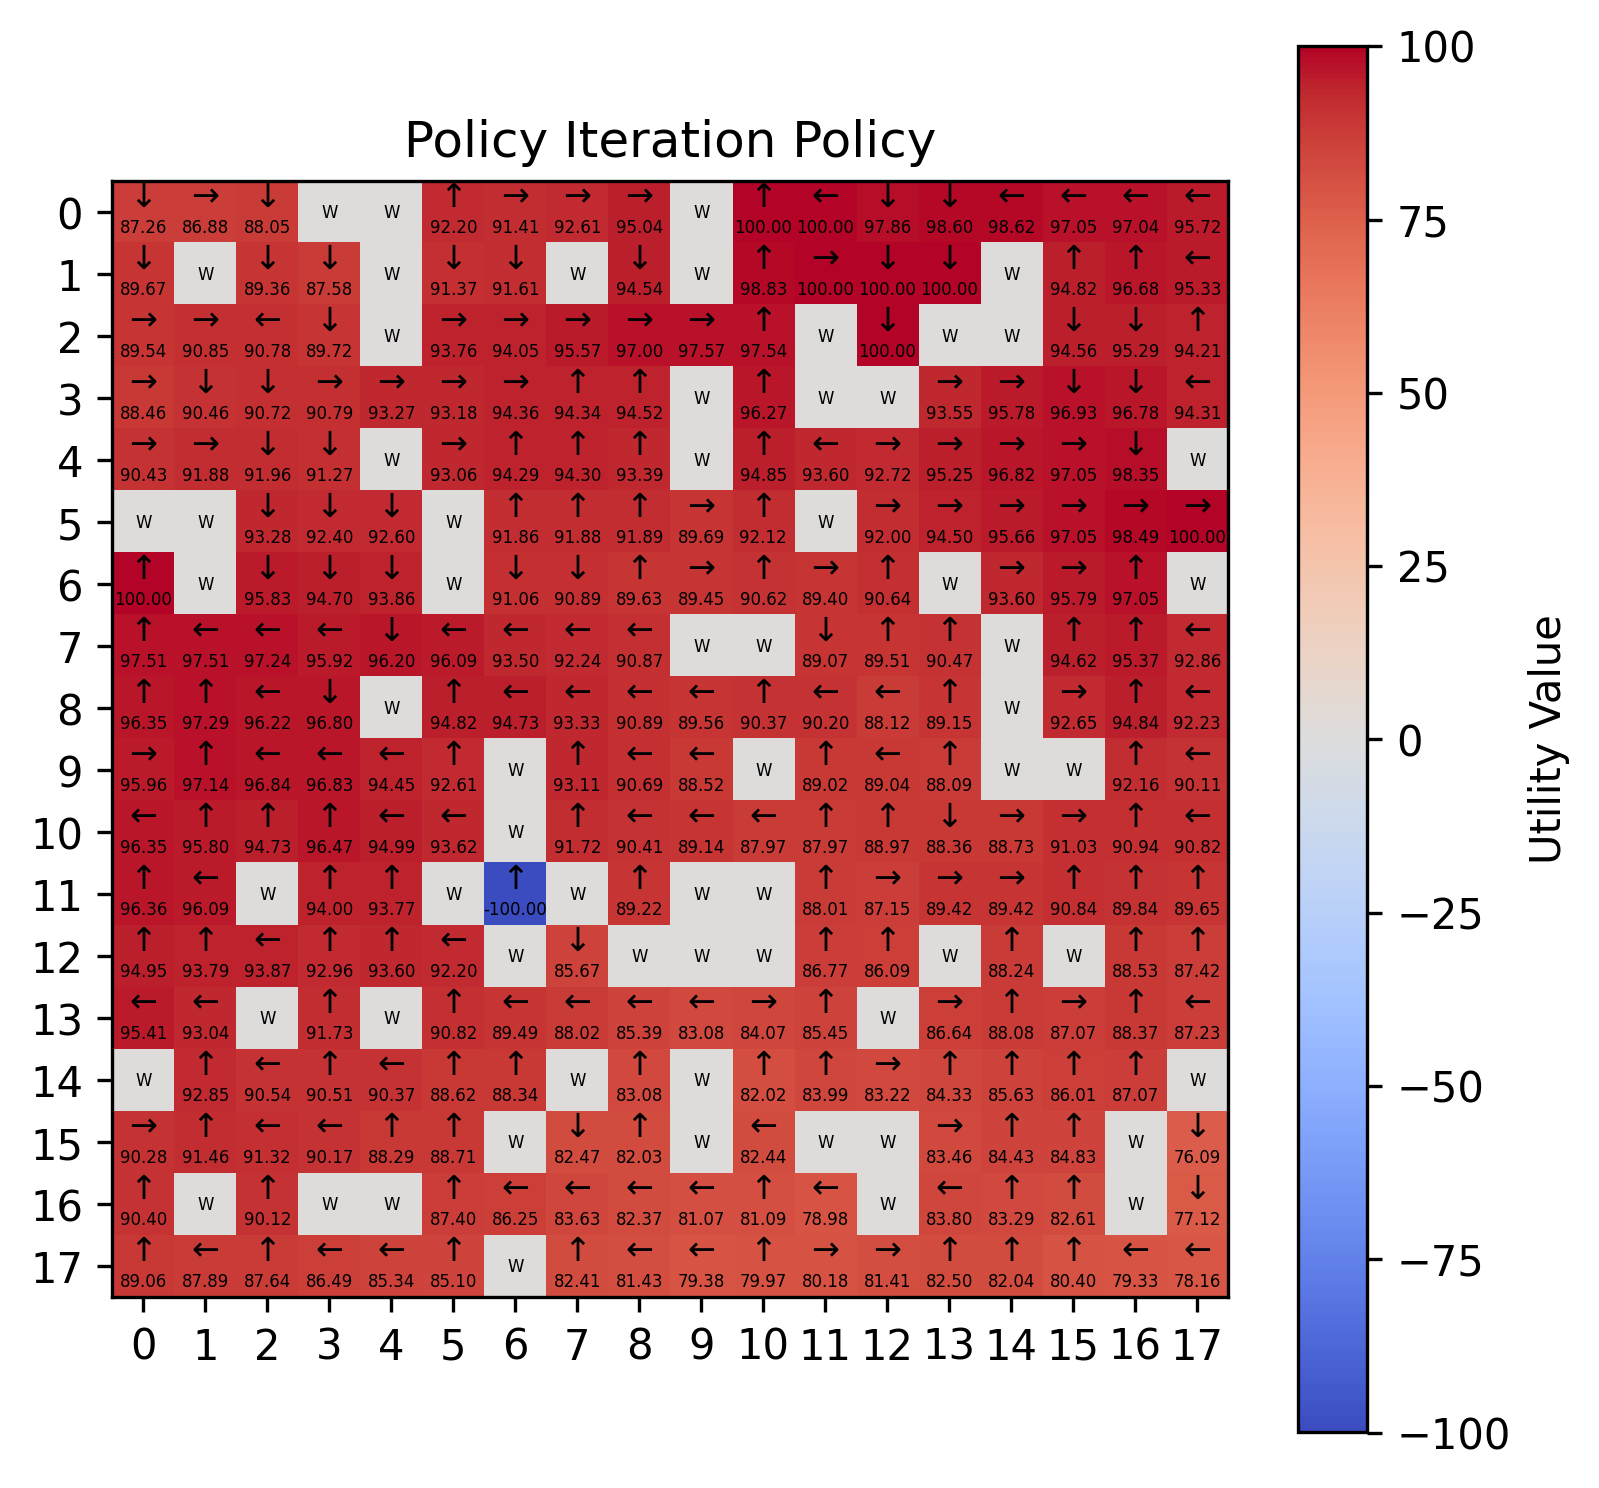 Policy Iteration Policy
0 ↓ → ↓ W W ↑ → → → W ↑ ← ↓ ↓ ← ← ← ←
87.26 86.88 88.05 92.20 91.41 92.61 95.04 100.00 100.00 97.86 98.60 98.62 97.05 97.04 95.72
1 ↓ W ↓ ↓ W ↓ ↓ W ↓ W ↑ → ↓ ↓ W ↑ ↑ ←
89.67 89.36 87.58 91.37 91.61 94.54 98.83 100.00 100.00 100.00 94.82 96.68 95.33
2 → → ← ↓ W → → → → → ↑ W ↓ W W ↓ ↓ ↑
89.54 90.85 90.78 89.72 93.76 94.05 95.57 97.00 97.57 97.54 100.00 94.56 95.29 94.21
3 → ↓ ↓ → → → → ↑ ↑ W ↑ W W → → ↓ ↓ ←
88.46 90.46 90.72 90.79 93.27 93.18 94.36 94.34 94.52 96.27 93.55 95.78 96.93 96.78 94.31
4 → → ↓ ↓ W → ↑ ↑ ↑ W ↑ ← → → → → ↓ W
90.43 91.88 91.96 91.27 93.06 94.29 94.30 93.39 94.85 93.60 92.72 95.25 96.82 97.05 98.35
5 W W ↓ ↓ ↓ W ↑ ↑ ↑ → ↑ W → → → → → →
93.28 92.40 92.60 91.86 91.88 91.89 89.69 92.12 92.00 94.50 95.66 97.05 98.49 100.00
6 ↑ W ↓ ↓ ↓ W ↓ ↓ ↑ → ↑ → ↑ W → → ↑ W
100.00 95.83 94.70 93.86 91.06 90.89 89.63 89.45 90.62 89.40 90.64 93.60 95.79 97.05
7 ↑ ← ← ← ↓ ← ← ← ← W W ↓ ↑ ↑ W ↑ ↑ ←
97.51 97.51 97.24 95.92 96.20 96.09 93.50 92.24 90.87 89.07 89.51 90.47 94.62 95.37 92.86
8 ↑ ↑ ← ↓ W ↑ ← ← ← ← ↑ ← ← ↑ W → ↑ ←
96.35 97.29 96.22 96.80 94.82 94.73 93.33 90.89 89.56 90.37 90.20 88.12 89.15 92.65 94.84 92.23
9 → ↑ ← ← ← ↑ W ↑ ← ← W ↑ ← ↑ W W ↑ ←
95.96 97.14 96.84 96.83 94.45 92.61 93.11 90.69 88.52 89.02 89.04 88.09 92.16 90.11
10 ← ↑ ↑ ↑ ← ← W ↑ ← ← ← ↑ ↑ ↓ → → ↑ ←
96.35 95.80 94.73 96.47 94.99 93.62 91.72 90.41 89.14 87.97 87.97 88.97 88.36 88.73 91.03 90.94 90.82
11 ↑ ← W ↑ ↑ W ↑ W ↑ W W ↑ → → → ↑ ↑ ↑
96.36 96.09 94.00 93.77 -100.00 89.22 88.01 87.15 89.42 89.42 90.84 89.84 89.65
12 ↑ ↑ ← ↑ ↑ ← W ↓ W W W ↑ ↑ W ↑ W ↑ ↑
94.95 93.79 93.87 92.96 93.60 92.20 85.67 86.77 86.09 88.24 88.53 87.42
13 ← ← W ↑ W ↑ ← ← ← ← → ↑ W → ↑ → ↑ ←
95.41 93.04 91.73 90.82 89.49 88.02 85.39 83.08 84.07 85.45 86.64 88.08 87.07 88.37 87.23
14 W ↑ ← ↑ ← ↑ ↑ W ↑ W ↑ ↑ → ↑ ↑ ↑ ↑ W
92.85 90.54 90.51 90.37 88.62 88.34 83.08 82.02 83.99 83.22 84.33 85.63 86.01 87.07
15 → ↑ ← ← ↑ ↑ W ↓ ↑ W ← W W → ↑ ↑ W ↓
90.28 91.46 91.32 90.17 88.29 88.71 82.47 82.03 82.44 83.46 84.43 84.83 76.09
16 ↑ W ↑ W W ↑ ← ← ← ← ↑ ← W ← ↑ ↑ W ↓
90.40 90.12 87.40 86.25 83.63 82.37 81.07 81.09 78.98 83.80 83.29 82.61 77.12
17 ↑ ← ↑ ← ← ↑ W ↑ ← ← ↑ → → ↑ ↑ ↑ ← ←
89.06 87.89 87.64 86.49 85.34 85.10 82.41 81.43 79.38 79.97 80.18 81.41 82.50 82.04 80.40 79.33 78.16
0 1 2 3 4 5 6 7 8 9 10 11 12 13 14 15 16 17
100
75
50
25
0
−25
−50
−75
−100
Utility Value